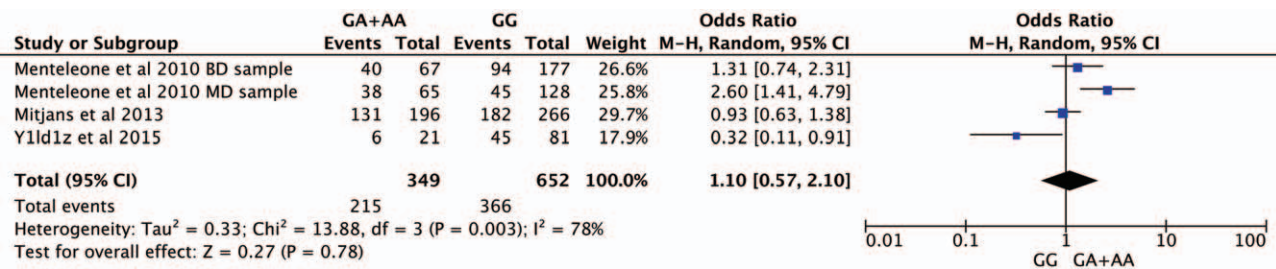 GA+AA GG Odds Ratio Odds Ratio
Study or Subgroup Events Total Events Total Weight M-H, Random, 95% CI M-H, Random, 95% CI
Menteleone et al 2010 BD sample 40 67 94 177 26.6% 1.31 [0.74, 2.31]
Menteleone et al 2010 MD sample 38 65 45 128 25.8% 2.60 [1.41, 4.79]
Mitjans et al 2013 131 196 182 266 29.7% 0.93 [0.63, 1.38]
Y1ld1z et al 2015 6 21 45 81 17.9% 0.32 [0.11, 0.91]
Total (95% CI) 349 652 100.0% 1.10 [0.57, 2.10]
Total events 215 366
Heterogeneity: Tau² = 0.33; Chi² = 13.88, df = 3 (P = 0.003); I² = 78%
Test for overall effect: Z = 0.27 (P = 0.78)
0.01 0.1 1 10 100
GG GA+AA